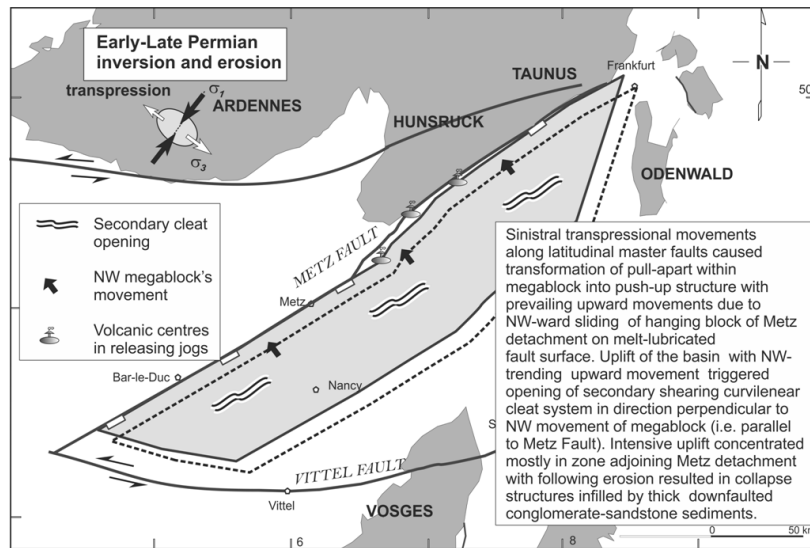 Early-Late Permian
inversion and erosion
transpression
σ1
σ3
ARDENNES
TAUNUS
Frankfurt
N
50
HUNSRUCK
ODENWALD
Secondary cleat
opening
NW megablock's
movement
Volcanic centres
in releasing jogs
METZ FAULT
Metz
Bar-le-Duc
Nancy
S
VITTEL FAULT
Vittel
VOSGES
Sinistral transpressional movements
along latitudinal master faults caused
transformation of pull-apart within
megablock into push-up structure with
prevailing upward movements due to
NW-ward sliding of hanging block of Metz
detachment on melt-lubricated
fault surface. Uplift of the basin with NW-
trending upward movement triggered
opening of secondary shearing curvilenear
cleat system in direction perpendicular to
NW movement of megablock (i.e. parallel
to Metz Fault). Intensive uplift concentrated
mostly in zone adjoining Metz detachment
with following erosion resulted in collapse
structures infilled by thick downfaulted
conglomerate-sandstone sediments.
0 50 km
6
8